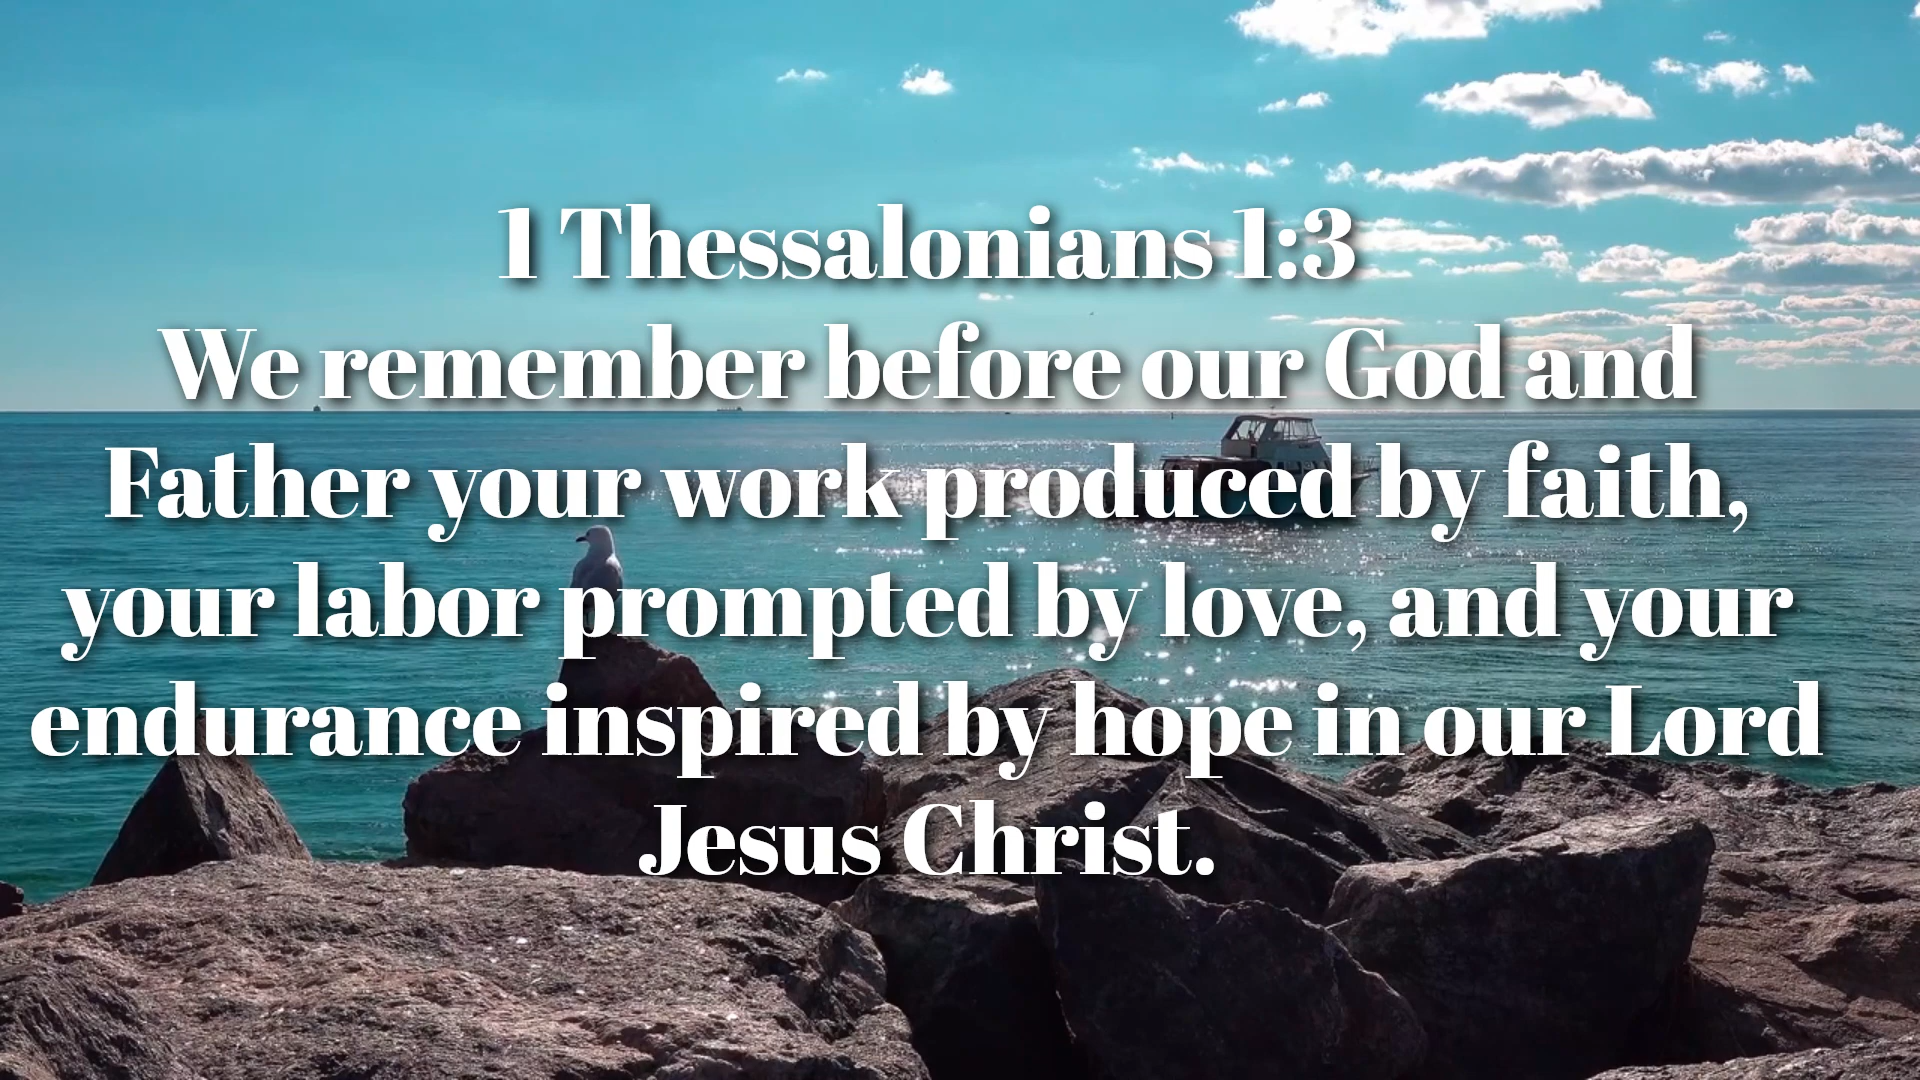 1 Thessalonians 1:3
We remember before our God and
Father your work produced by faith,
your labor prompted by love, and your
endurance inspired by hope in our Lord
Jesus Christ.